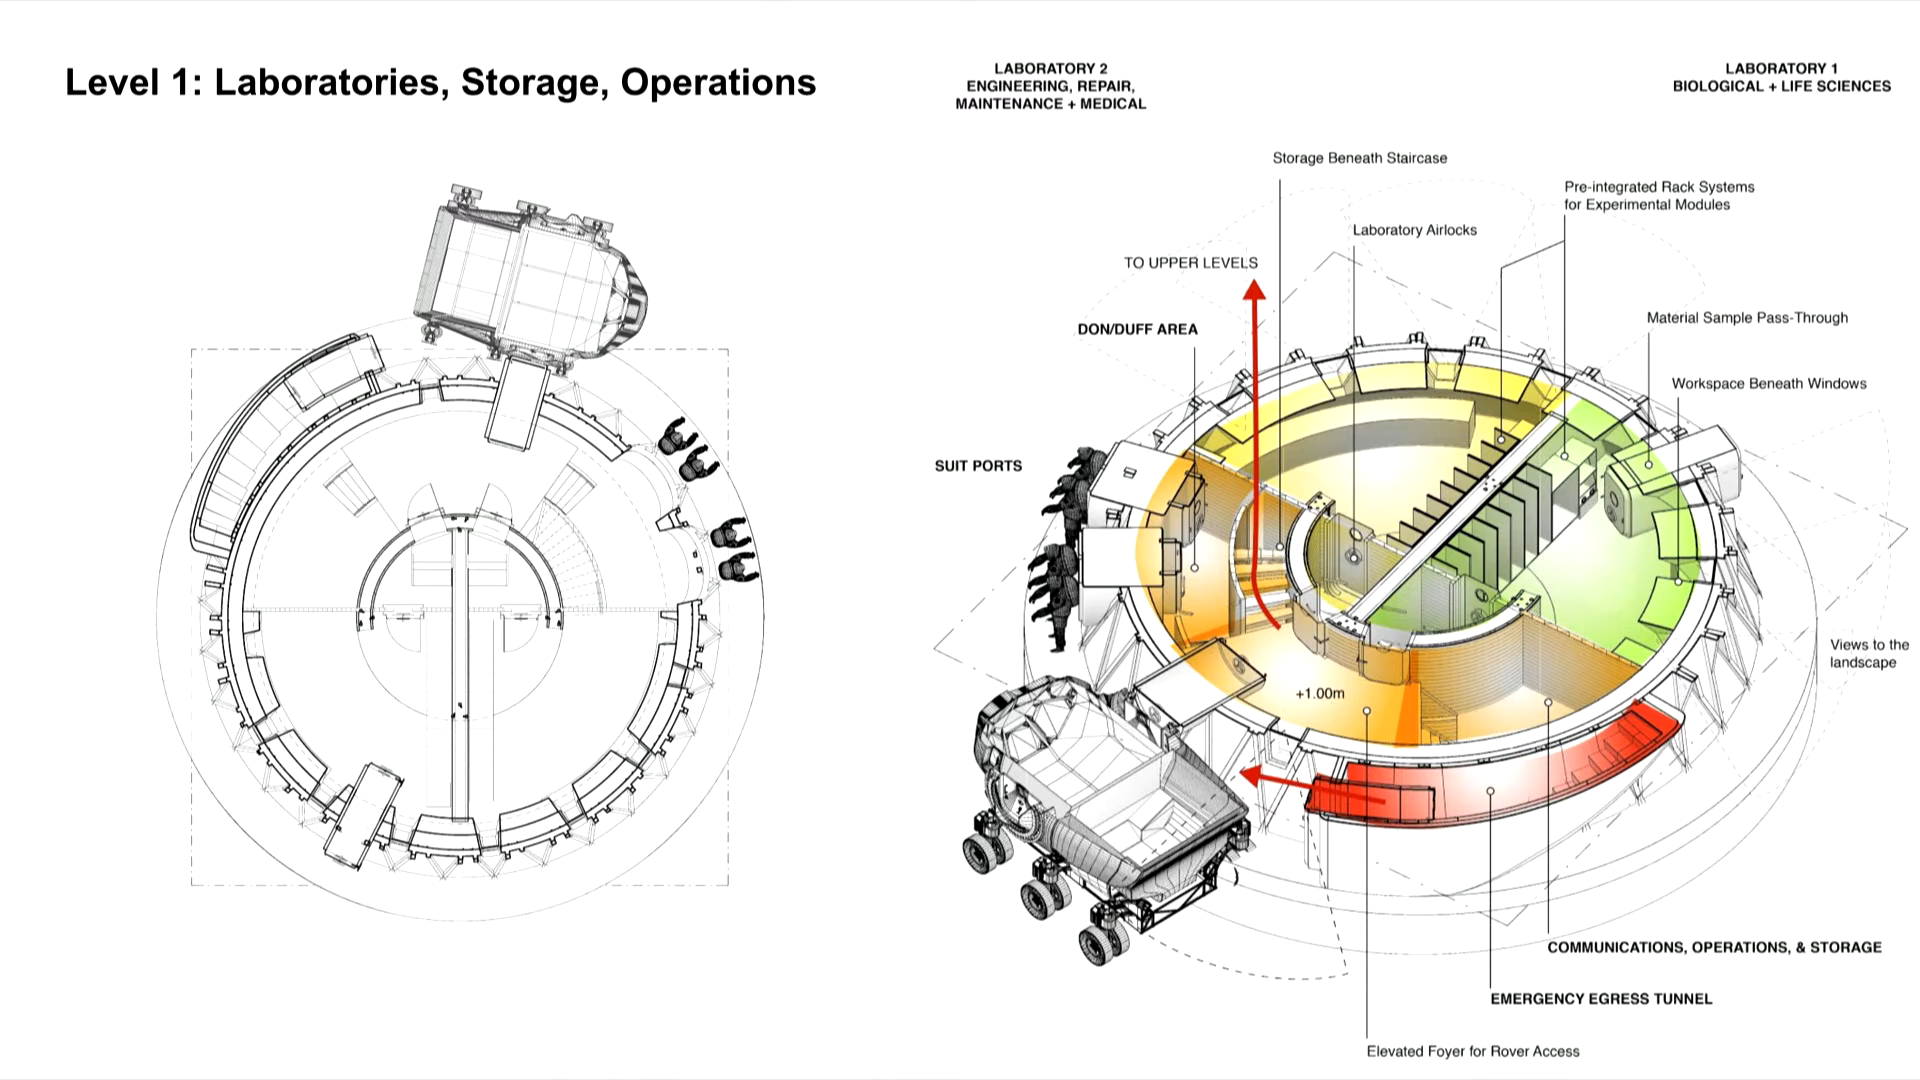 Level 1: Laboratories, Storage, Operations
LABORATORY 2
ENGINEERING, REPAIR,
MAINTENANCE + MEDICAL
LABORATORY 1
BIOLOGICAL + LIFE SCIENCES
Storage Beneath Staircase
Pre-integrated Rack Systems
for Experimental Modules
Laboratory Airlocks
TO UPPER LEVELS
Material Sample Pass-Through
DON/DUFF AREA
Workspace Beneath Windows
SUIT PORTS
Views to the
landscape
+1.00m
COMMUNICATIONS, OPERATIONS, & STORAGE
EMERGENCY EGRESS TUNNEL
Elevated Foyer for Rover Access